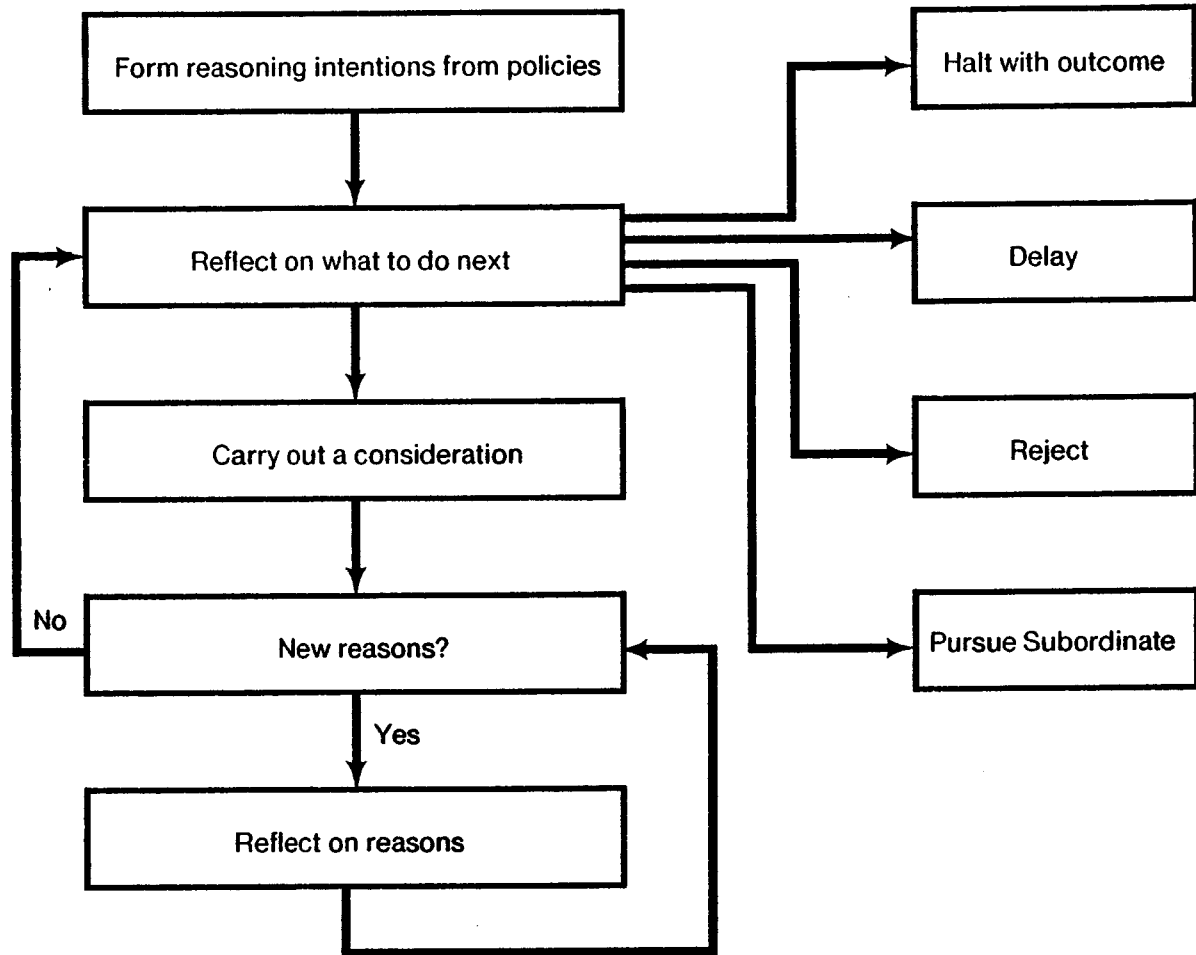 Form reasoning intentions from policies
Halt with outcome
Reflect on what to do next
Delay
Carry out a consideration
Reject
No
New reasons?
Pursue Subordinate
Yes
Reflect on reasons